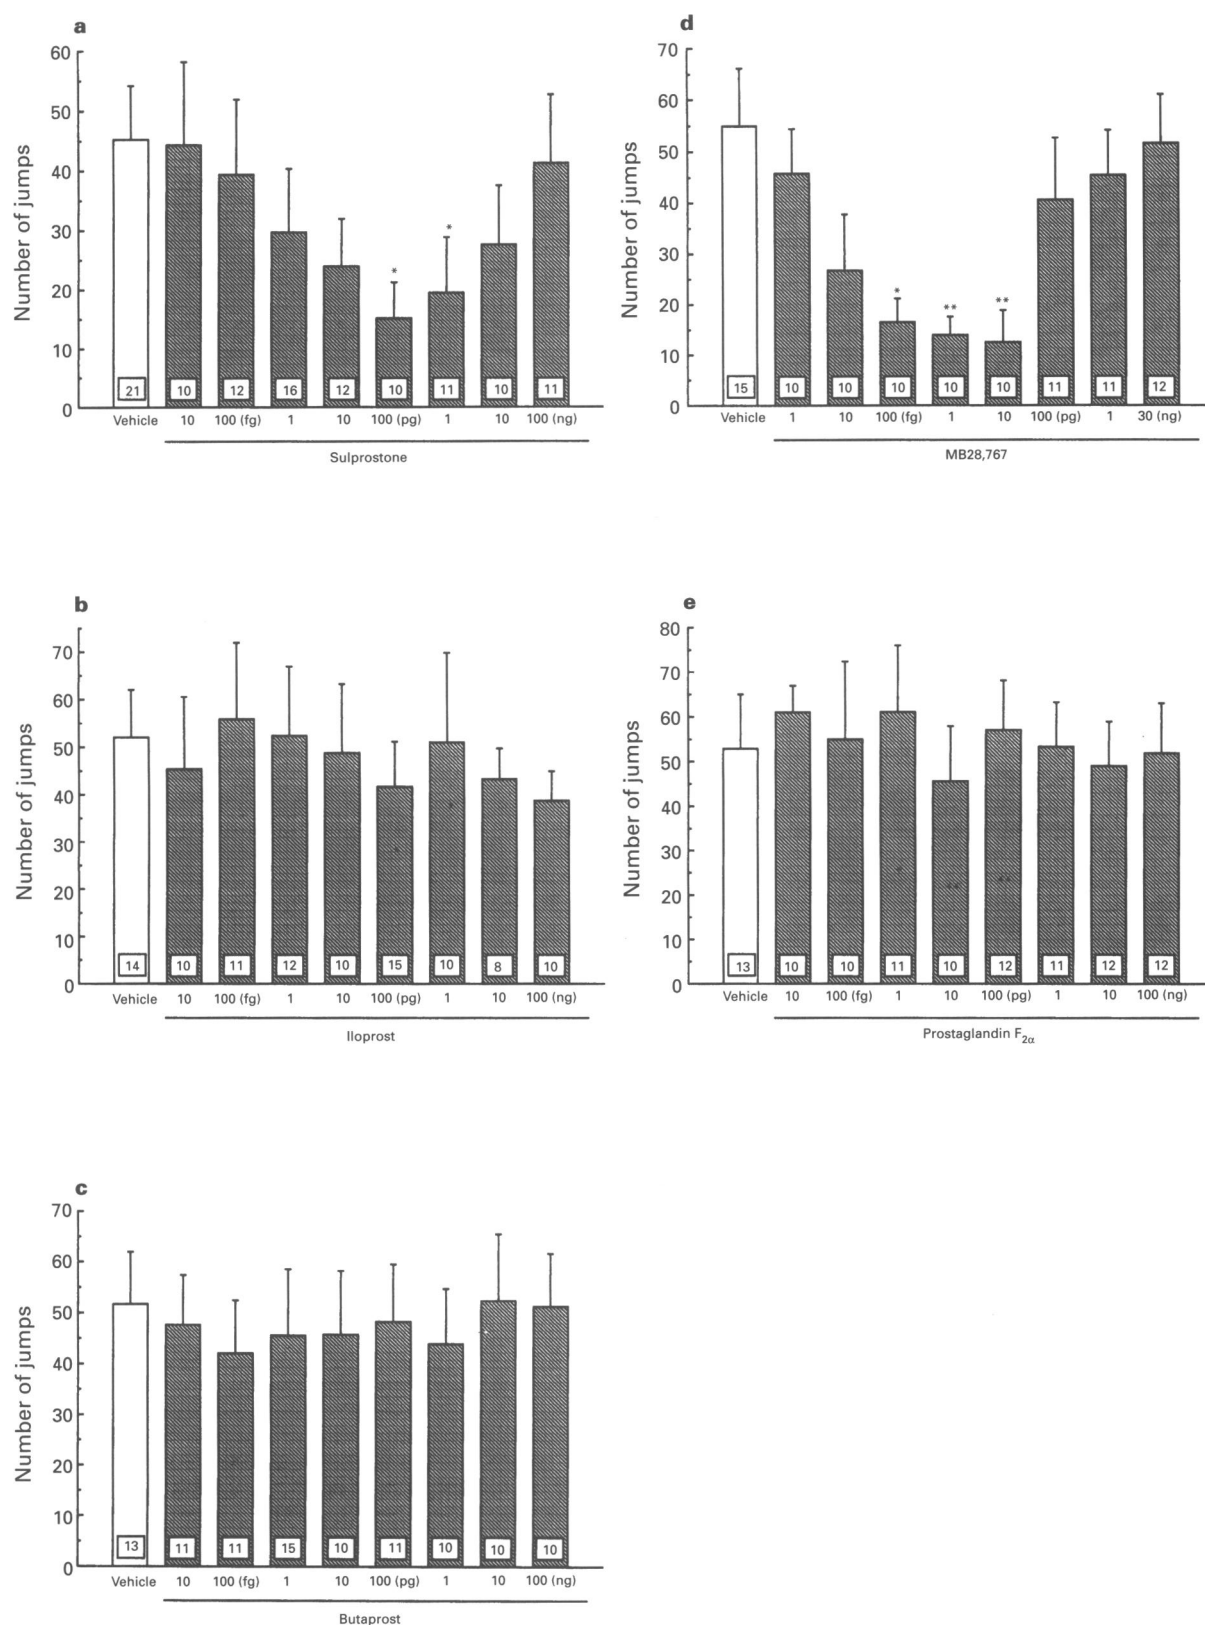 a
60
50
40
30
20
10
0
Number of jumps
* *
21 10 12 16 12 10 11 10 11
Vehicle 10 100 (fg) 1 10 100 (pg) 1 10 100 (ng)
Sulprostone
d
70
60
50
40
30
20
10
0
Number of jumps
* ** **
15 10 10 10 10 10 11 11 12
Vehicle 1 10 100 (fg) 1 10 100 (pg) 1 30 (ng)
MB28,767
b
70
60
50
40
30
20
10
0
Number of jumps
14 10 11 12 10 15 10 8 10
Vehicle 10 100 (fg) 1 10 100 (pg) 1 10 100 (ng)
Iloprost
e
80
70
60
50
40
30
20
10
0
Number of jumps
13 10 10 11 10 12 11 12 12
Vehicle 10 100 (fg) 1 10 100 (pg) 1 10 100 (ng)
Prostaglandin F2α
c
70
60
50
40
30
20
10
0
Number of jumps
13 11 11 15 10 11 10 10 10
Vehicle 10 100 (fg) 1 10 100 (pg) 1 10 100 (ng)
Butaprost